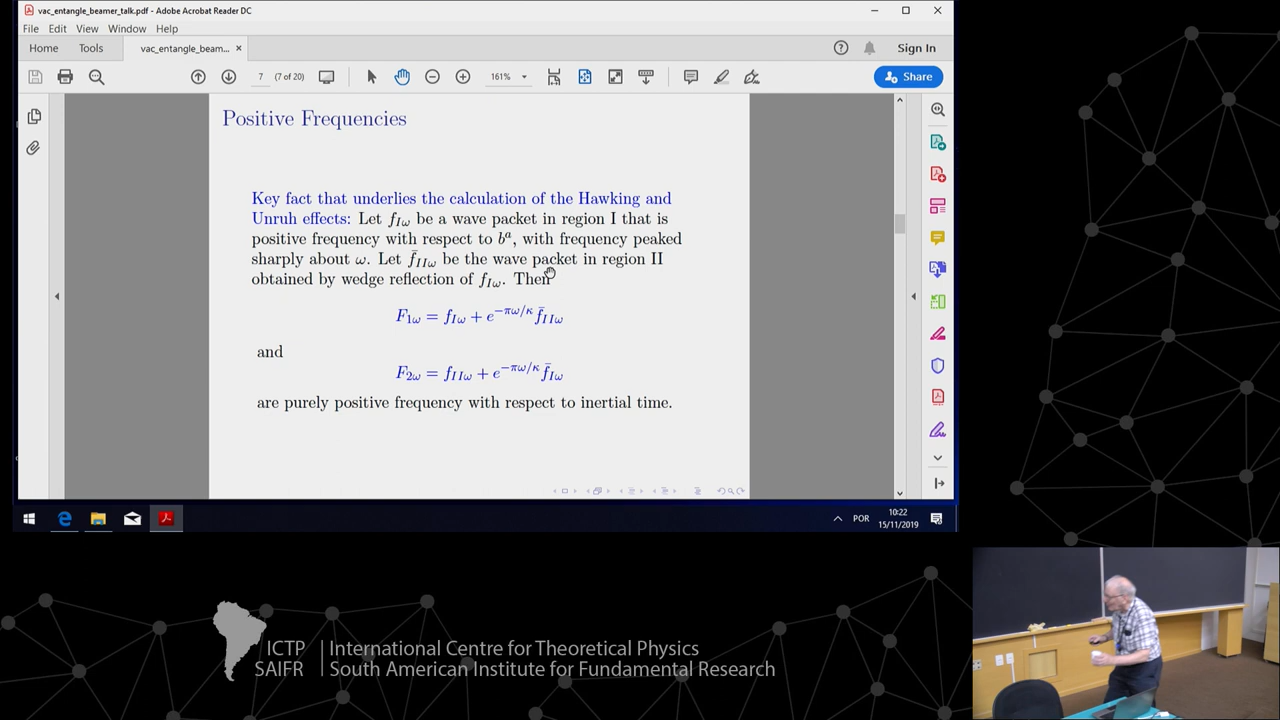 vac_entangle_beamer_talk.pdf - Adobe Acrobat Reader DC
File Edit View Window Help
Home Tools vac_entangle_beam... × Sign In
7 (7 of 20) 161% Share
Positive Frequencies
Key fact that underlies the calculation of the Hawking and
Unruh effects: Let f_{Iω} be a wave packet in region I that is
positive frequency with respect to b^a, with frequency peaked
sharply about ω. Let f̄_{IIω} be the wave packet in region II
obtained by wedge reflection of f_{Iω}. Then
F_{1ω} = f_{Iω} + e^{-πω/κ} f̄_{IIω}
and
F_{2ω} = f_{IIω} + e^{-πω/κ} f̄_{Iω}
are purely positive frequency with respect to inertial time.
POR 10:22
15/11/2019
ICTP International Centre for Theoretical Physics
SAIFR South American Institute for Fundamental Research